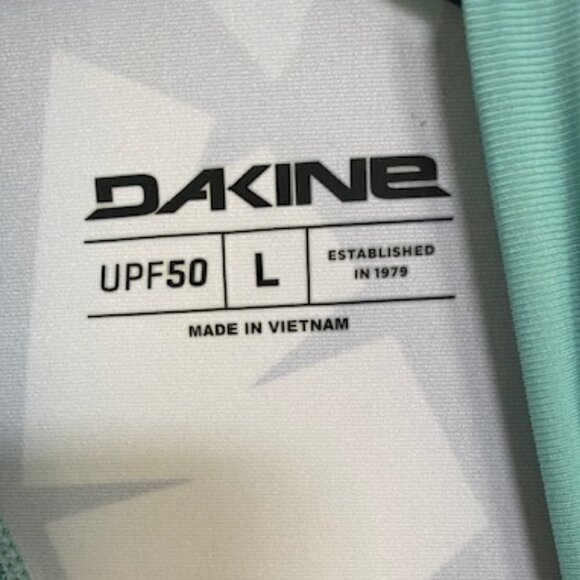 DAKINE
UPF50 L ESTABLISHED
IN 1979
MADE IN VIETNAM